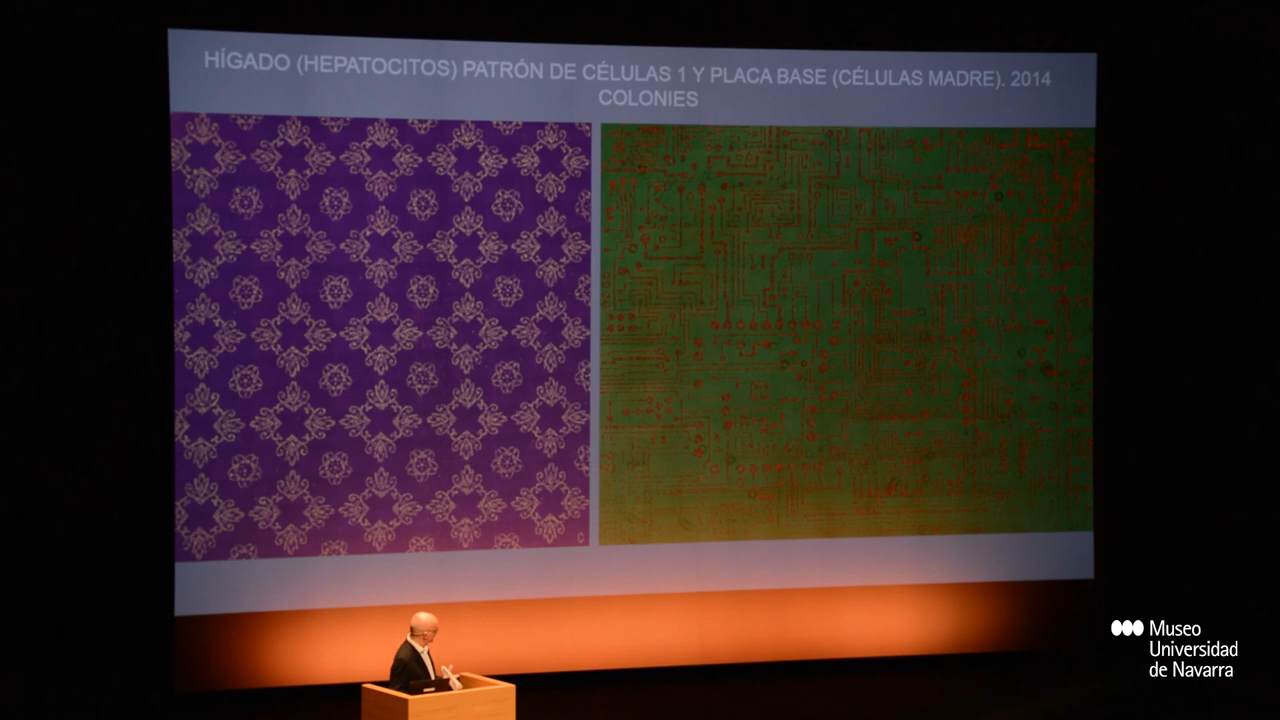 HÍGADO (HEPATOCITOS) PATRÓN DE CÉLULAS 1 Y PLACA BASE (CÉLULAS MADRE). 2014
COLONIES
C
Museo
Universidad
de Navarra